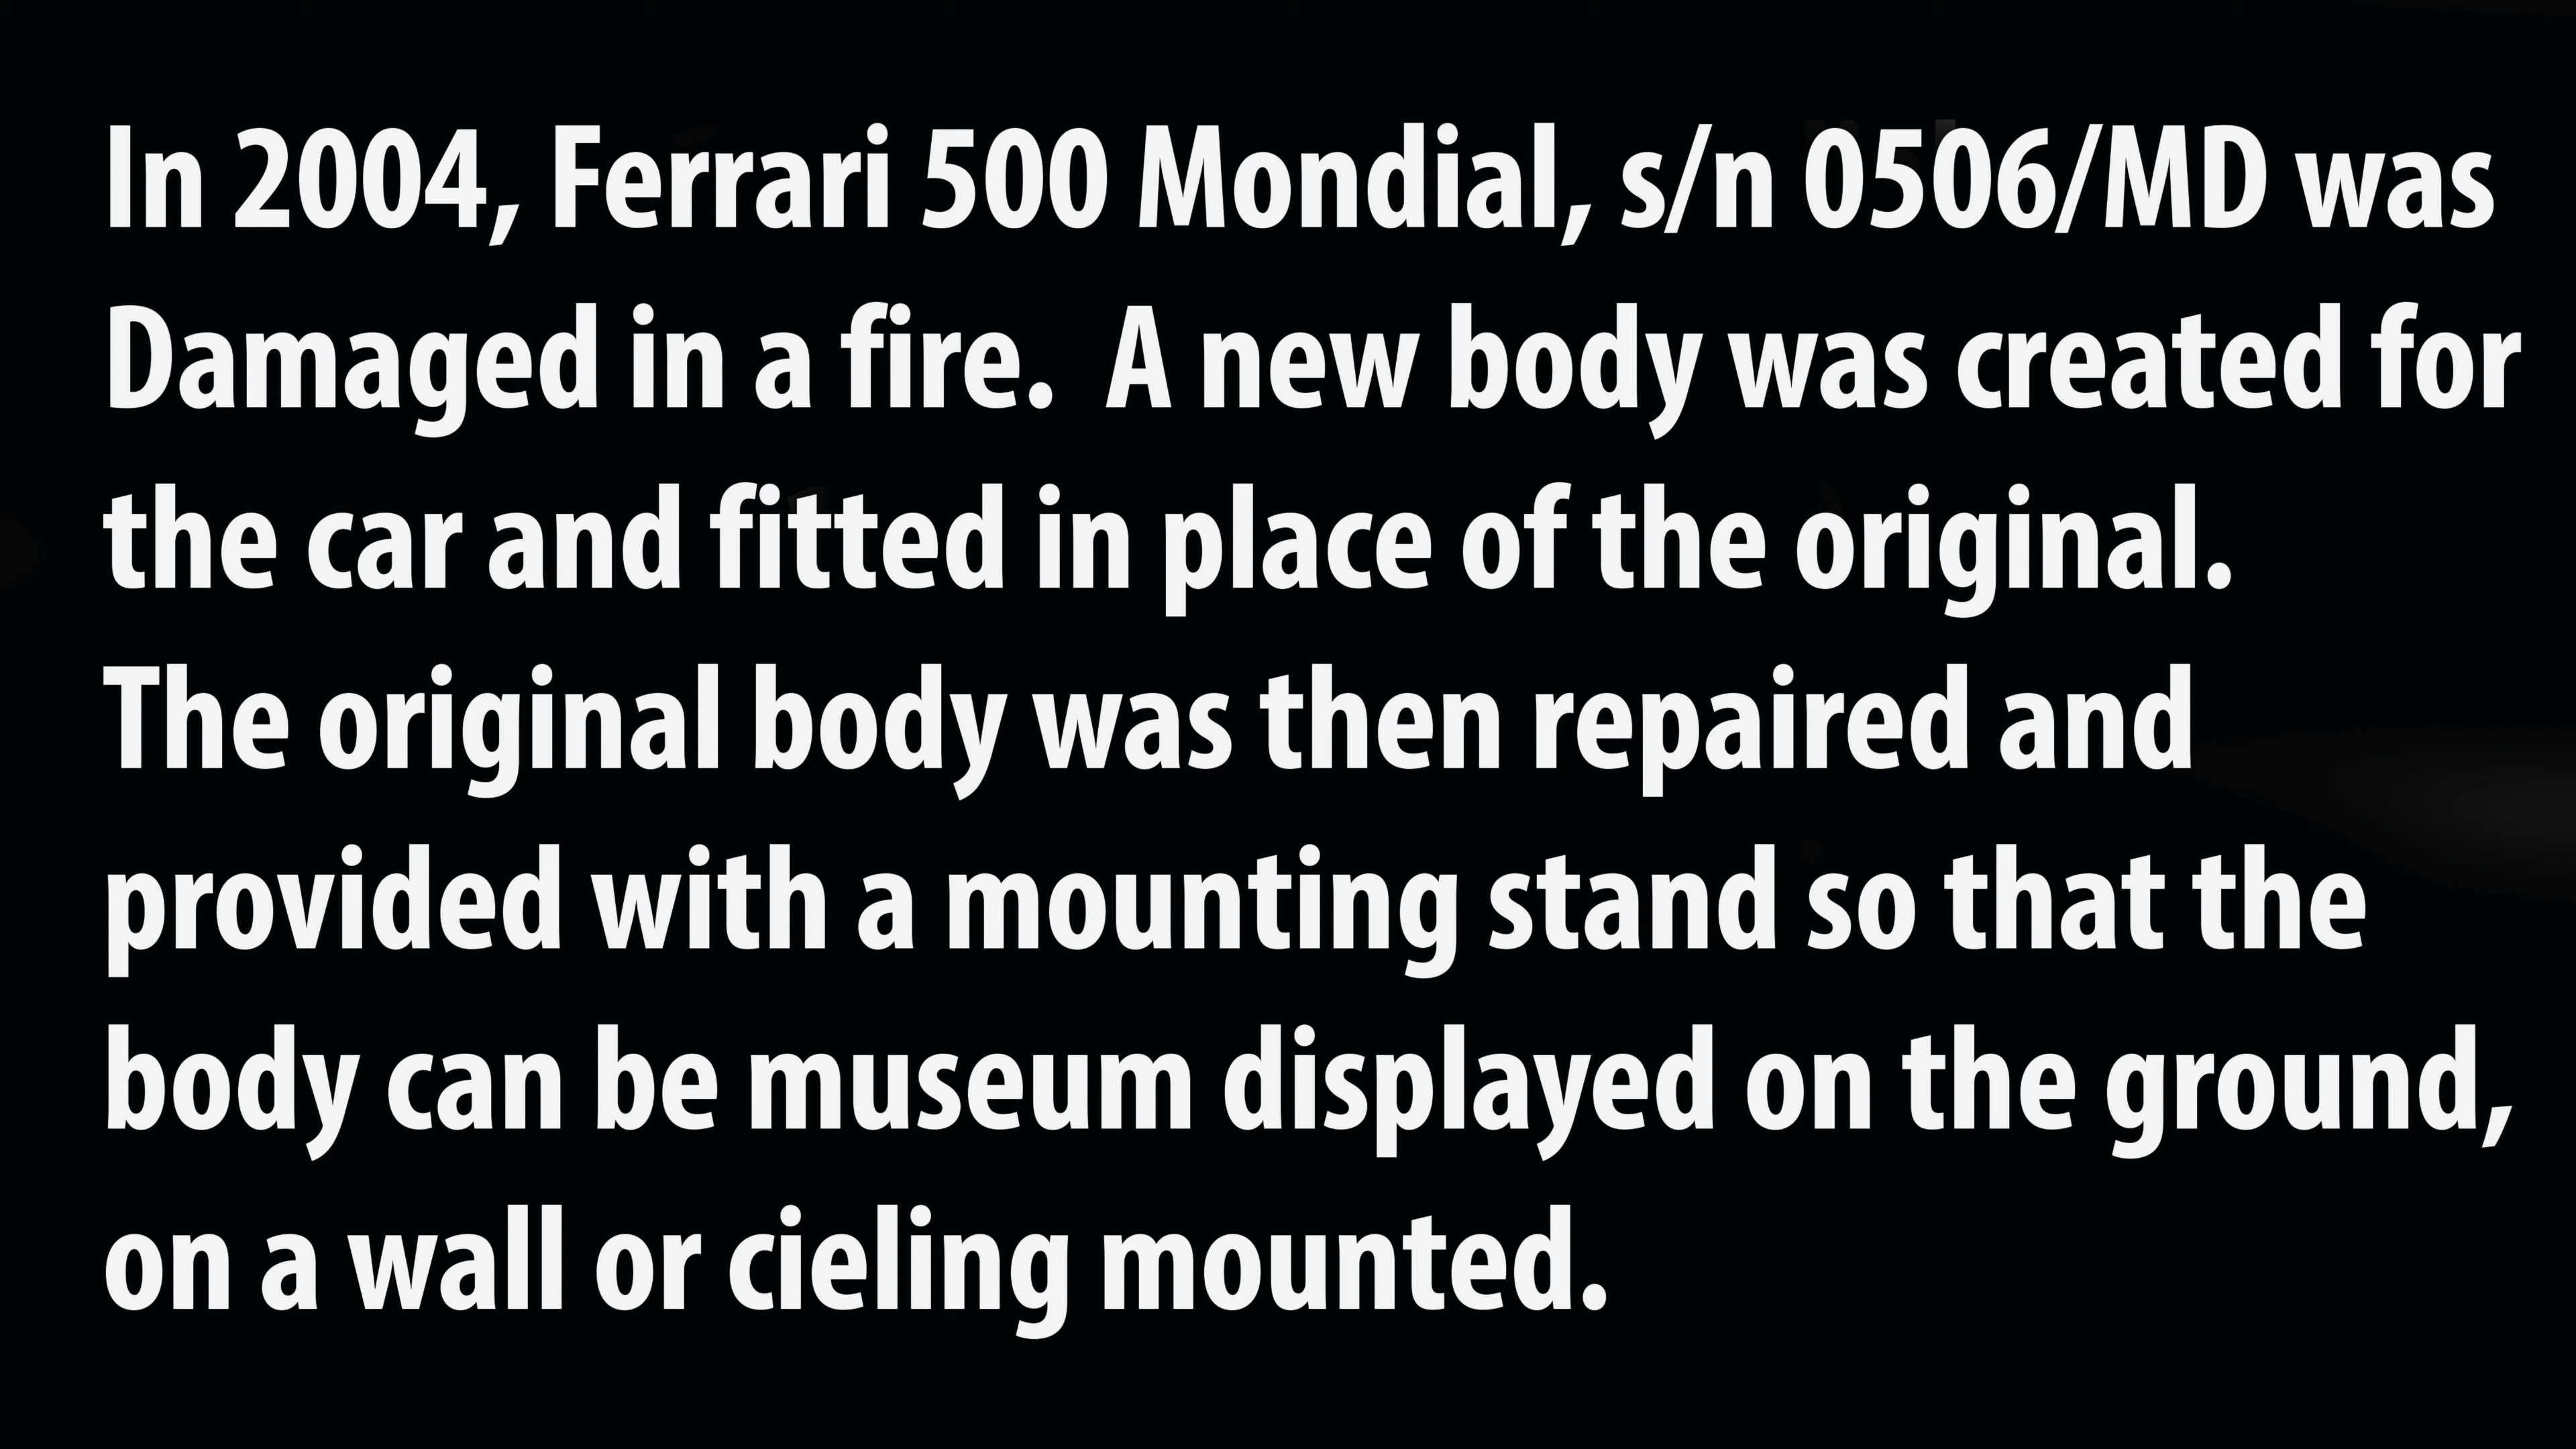 In 2004, Ferrari 500 Mondial, s/n 0506/MD was
Damaged in a fire.  A new body was created for
the car and fitted in place of the original.
The original body was then repaired and
provided with a mounting stand so that the
body can be museum displayed on the ground,
on a wall or cieling mounted.